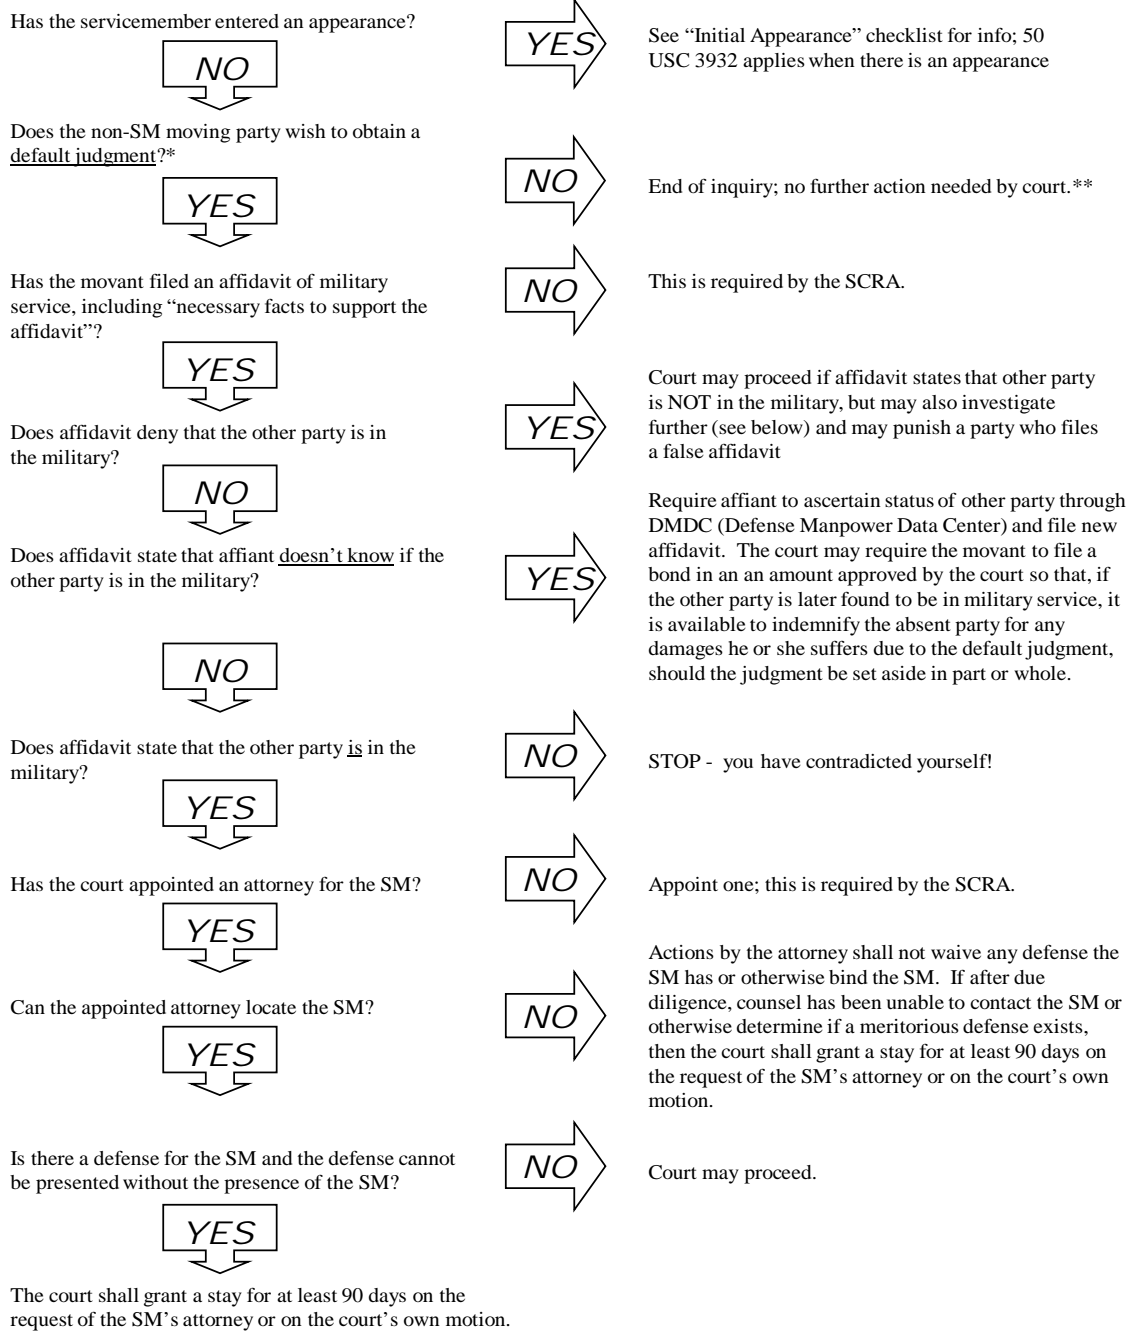 Has the servicemember entered an appearance?
YES
See “Initial Appearance” checklist for info; 50
USC 3932 applies when there is an appearance
NO
Does the non-SM moving party wish to obtain a
default judgment?*
NO
End of inquiry; no further action needed by court.**
YES
Has the movant filed an affidavit of military
service, including “necessary facts to support the
affidavit”?
NO
This is required by the SCRA.
YES
Does affidavit deny that the other party is in
the military?
YES
Court may proceed if affidavit states that other party
is NOT in the military, but may also investigate
further (see below) and may punish a party who files
a false affidavit
NO
Does affidavit state that affiant doesn’t know if the
other party is in the military?
YES
Require affiant to ascertain status of other party through
DMDC (Defense Manpower Data Center) and file new
affidavit. The court may require the movant to file a
bond in an an amount approved by the court so that, if
the other party is later found to be in military service, it
is available to indemnify the absent party for any
damages he or she suffers due to the default judgment,
should the judgment be set aside in part or whole.
NO
Does affidavit state that the other party is in the
military?
NO
STOP - you have contradicted yourself!
YES
Has the court appointed an attorney for the SM?
NO
Appoint one; this is required by the SCRA.
YES
Can the appointed attorney locate the SM?
NO
Actions by the attorney shall not waive any defense the
SM has or otherwise bind the SM. If after due
diligence, counsel has been unable to contact the SM or
otherwise determine if a meritorious defense exists,
then the court shall grant a stay for at least 90 days on
the request of the SM’s attorney or on the court’s own
motion.
YES
Is there a defense for the SM and the defense cannot
be presented without the presence of the SM?
NO
Court may proceed.
YES
The court shall grant a stay for at least 90 days on the
request of the SM’s attorney or on the court’s own motion.